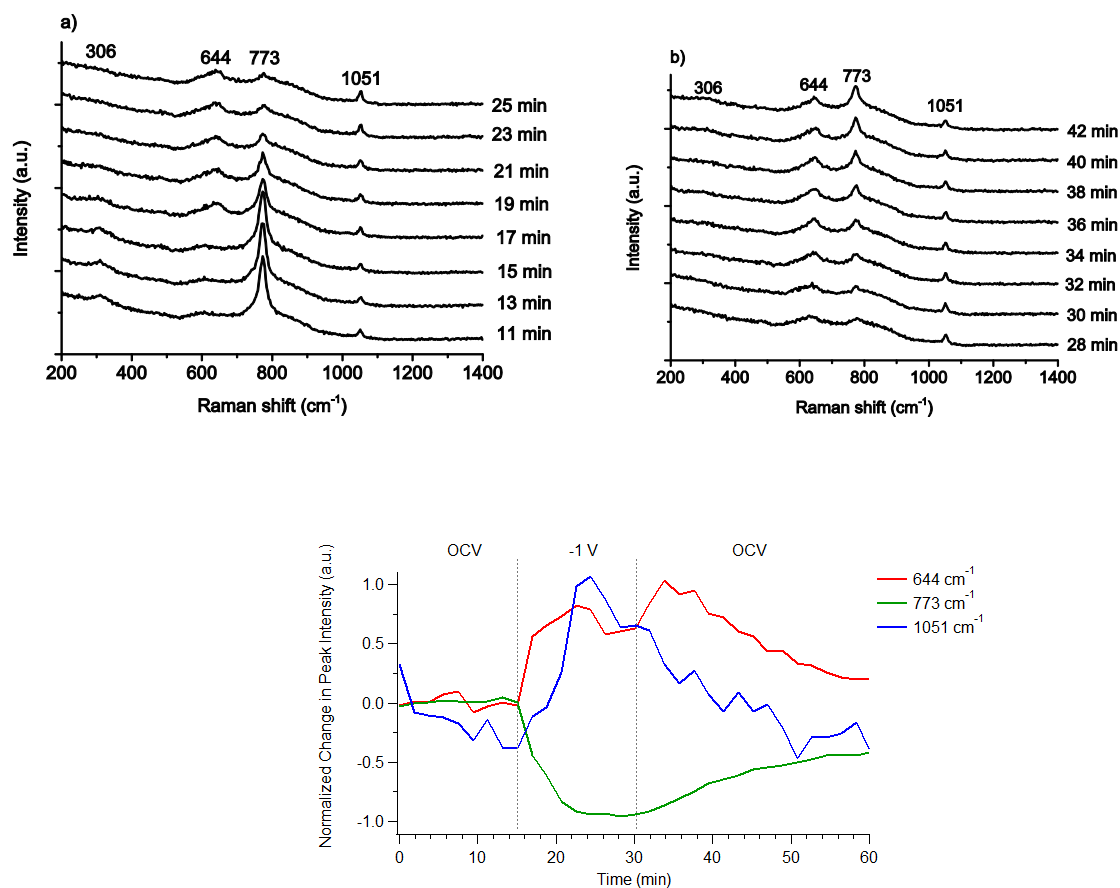 a)
306
644
773
1051
25 min
23 min
21 min
19 min
17 min
15 min
13 min
11 min
Intensity (a.u.)
200 400 600 800 1000 1200 1400
Raman shift (cm⁻¹)
b)
306
644
773
1051
42 min
40 min
38 min
36 min
34 min
32 min
30 min
28 min
Intensity (a.u.)
200 400 600 800 1000 1200 1400
Raman shift (cm⁻¹)
OCV -1 V OCV
Normalized Change in Peak Intensity (a.u.)
1.0
0.5
0.0
-0.5
-1.0
0 10 20 30 40 50 60
Time (min)
644 cm⁻¹
773 cm⁻¹
1051 cm⁻¹